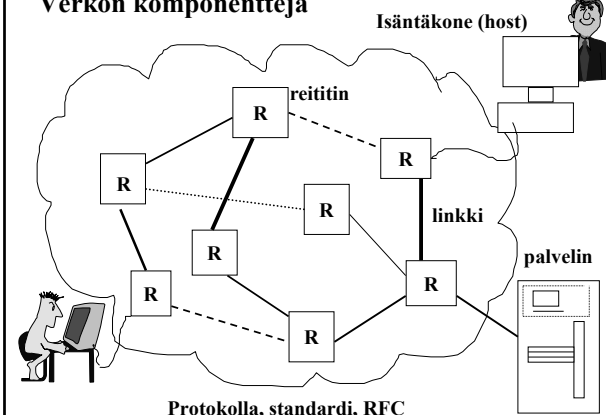 Verkon komponentteja
Isäntäkone (host)
reititin
R
R
R
R
linkki
R
palvelin
R
R
R
Protokolla, standardi, RFC